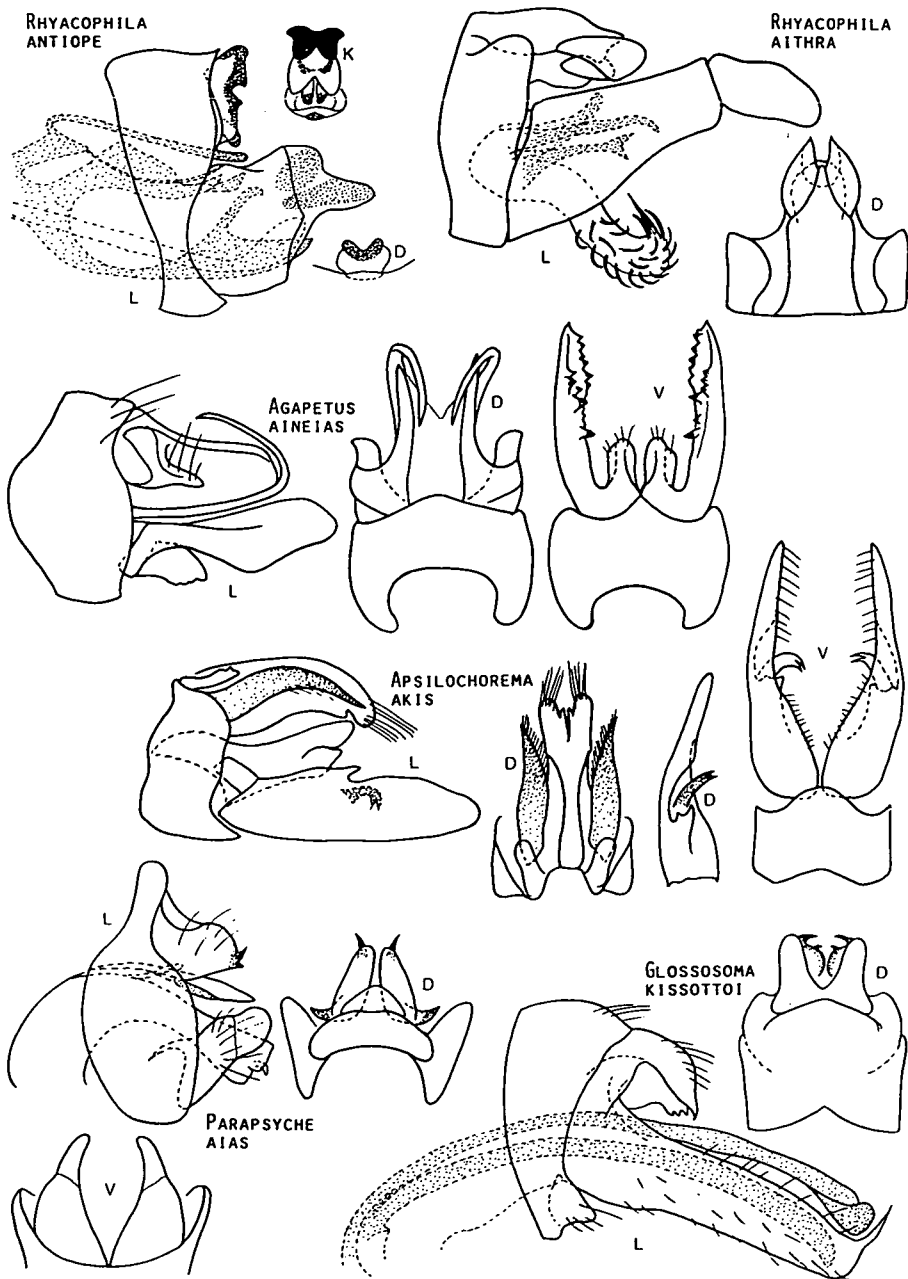 RHYACOPHILA
ANTIOPE
K
L
D
RHYACOPHILA
AITHRA
L
D
AGAPETUS
AINEIAS
L
D
V
APSILOCHOREMA
AKIS
L
D
D
V
L
D
PARAPSYCHE
AIAS
V
GLOSSOSOMA
KISSOTTOI
D
L